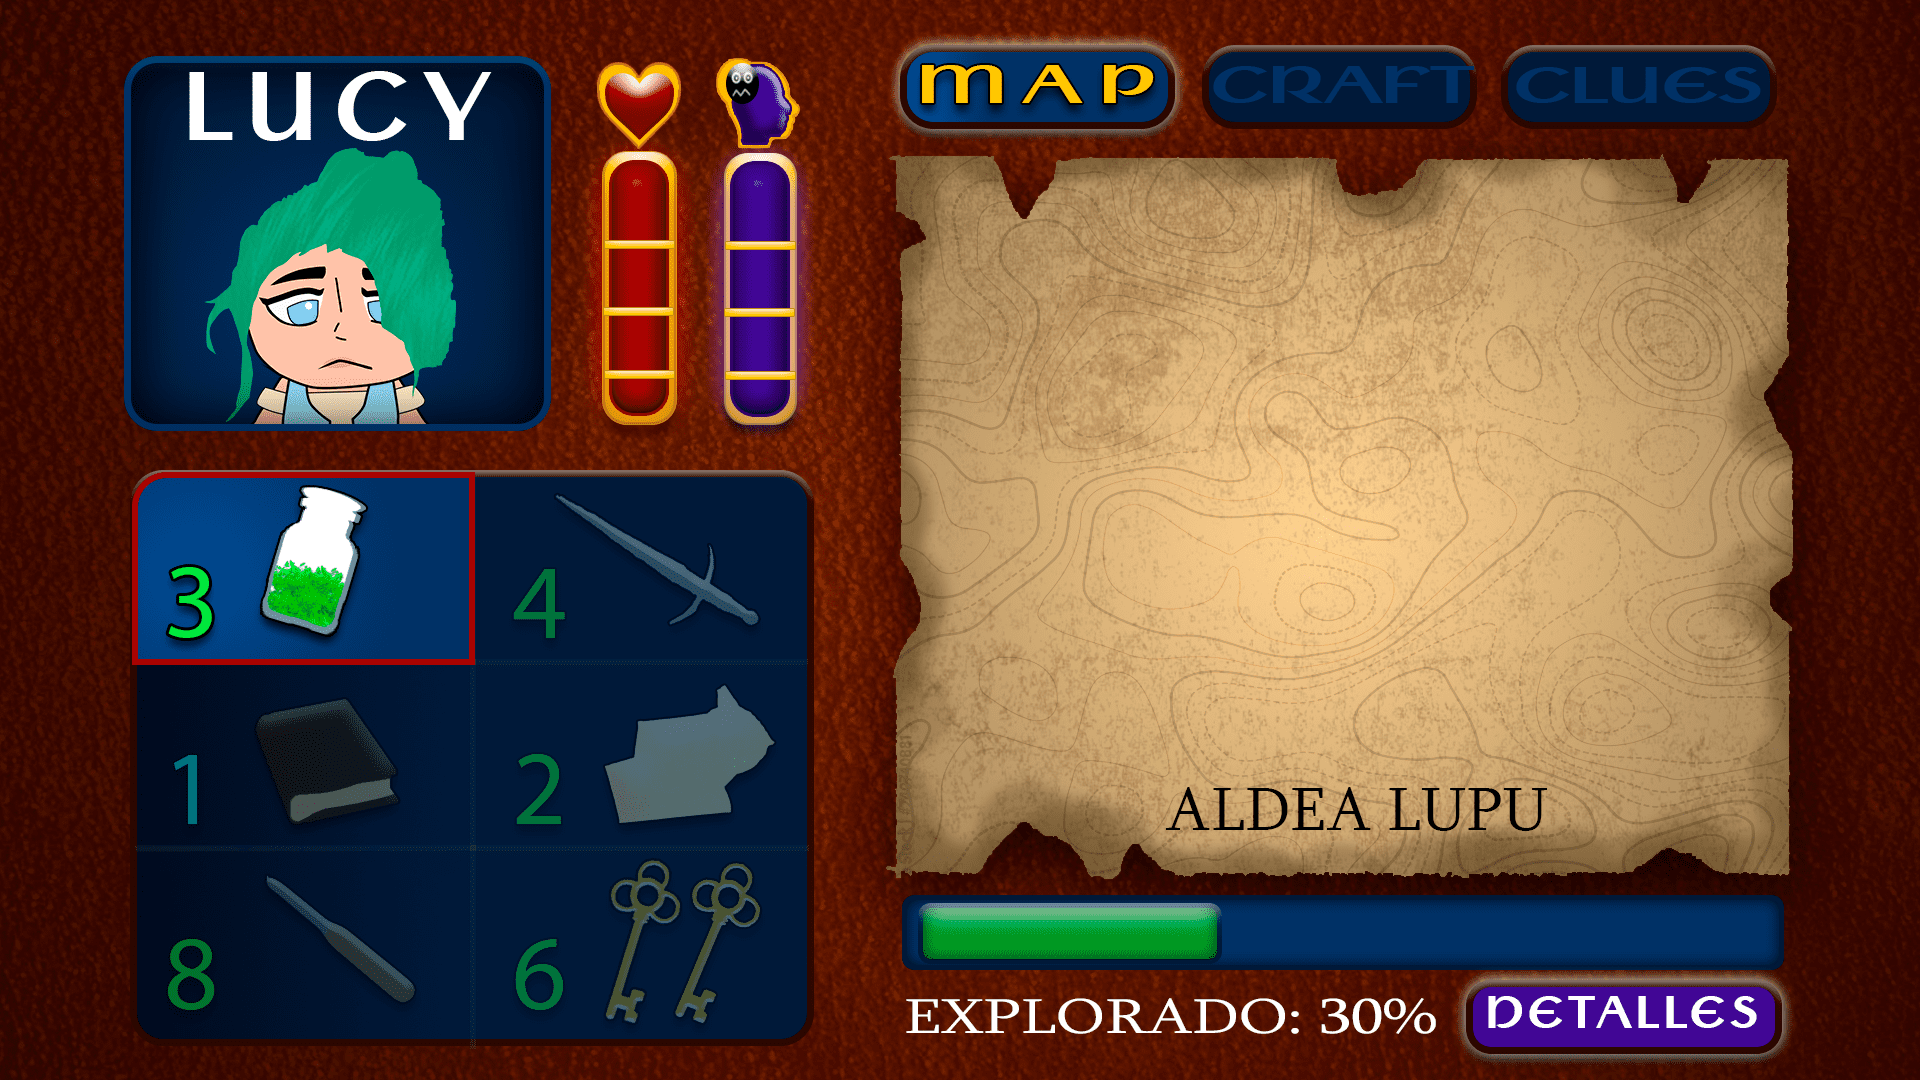 LUCY
MAP CRAFT CLUES
3 4
1 2
8 6
ALDEA LUPU
EXPLORADO: 30%
DETALLES